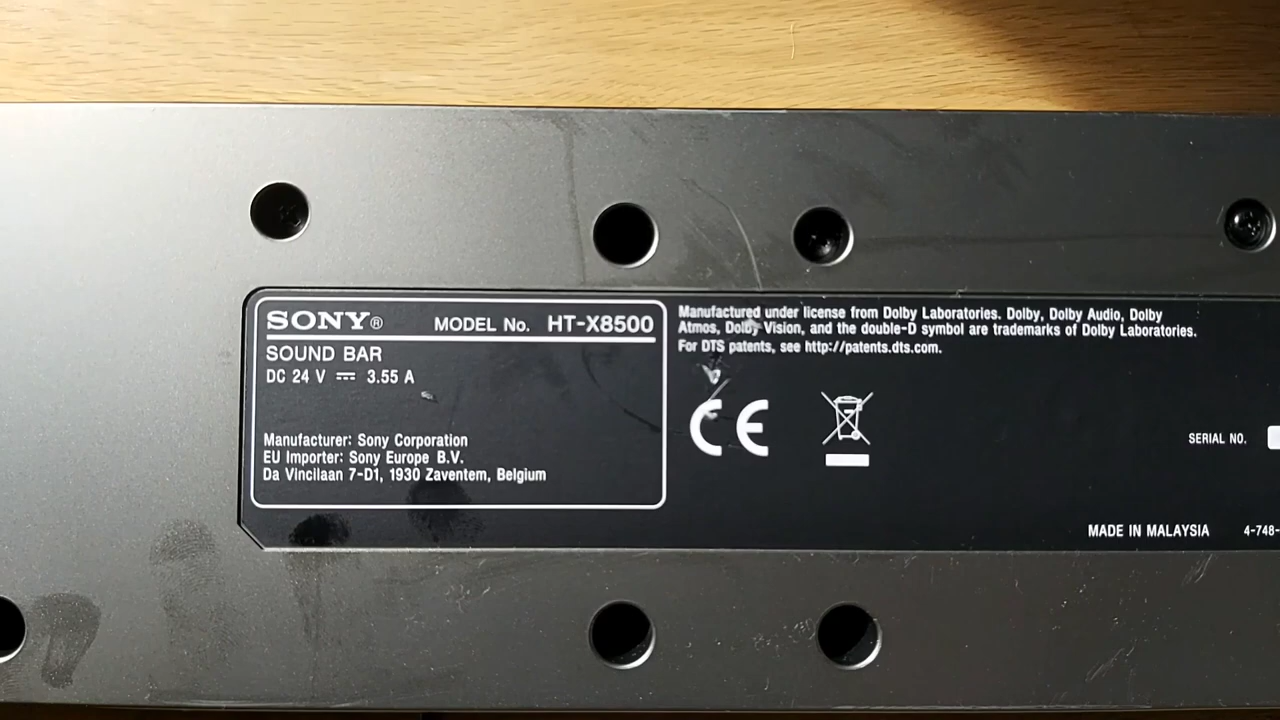 SONY® MODEL No. HT-X8500
SOUND BAR
DC 24 V ⎓ 3.55 A
Manufacturer: Sony Corporation
EU Importer: Sony Europe B.V.
Da Vincilaan 7-D1, 1930 Zaventem, Belgium
Manufactured under license from Dolby Laboratories. Dolby, Dolby Audio, Dolby
Atmos, Dolby Vision, and the double-D symbol are trademarks of Dolby Laboratories.
For DTS patents, see http://patents.dts.com.
CE
SERIAL NO.
MADE IN MALAYSIA 4-748-